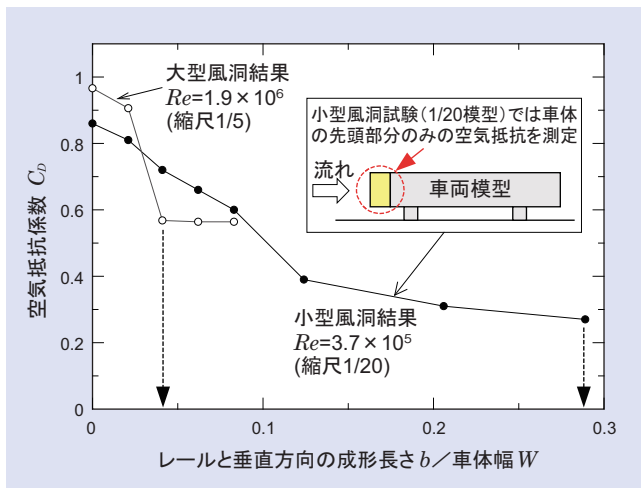 1
0.8
0.6
0.4
0.2
0
空気抵抗係数 C_D
大型風洞結果
Re=1.9×10⁶
(縮尺1/5)
小型風洞試験(1/20模型)では車体
の先頭部分のみの空気抵抗を測定
流れ
車両模型
小型風洞結果
Re=3.7×10⁵
(縮尺1/20)
0 0.1 0.2 0.3
レールと垂直方向の成形長さ b/車体幅 W